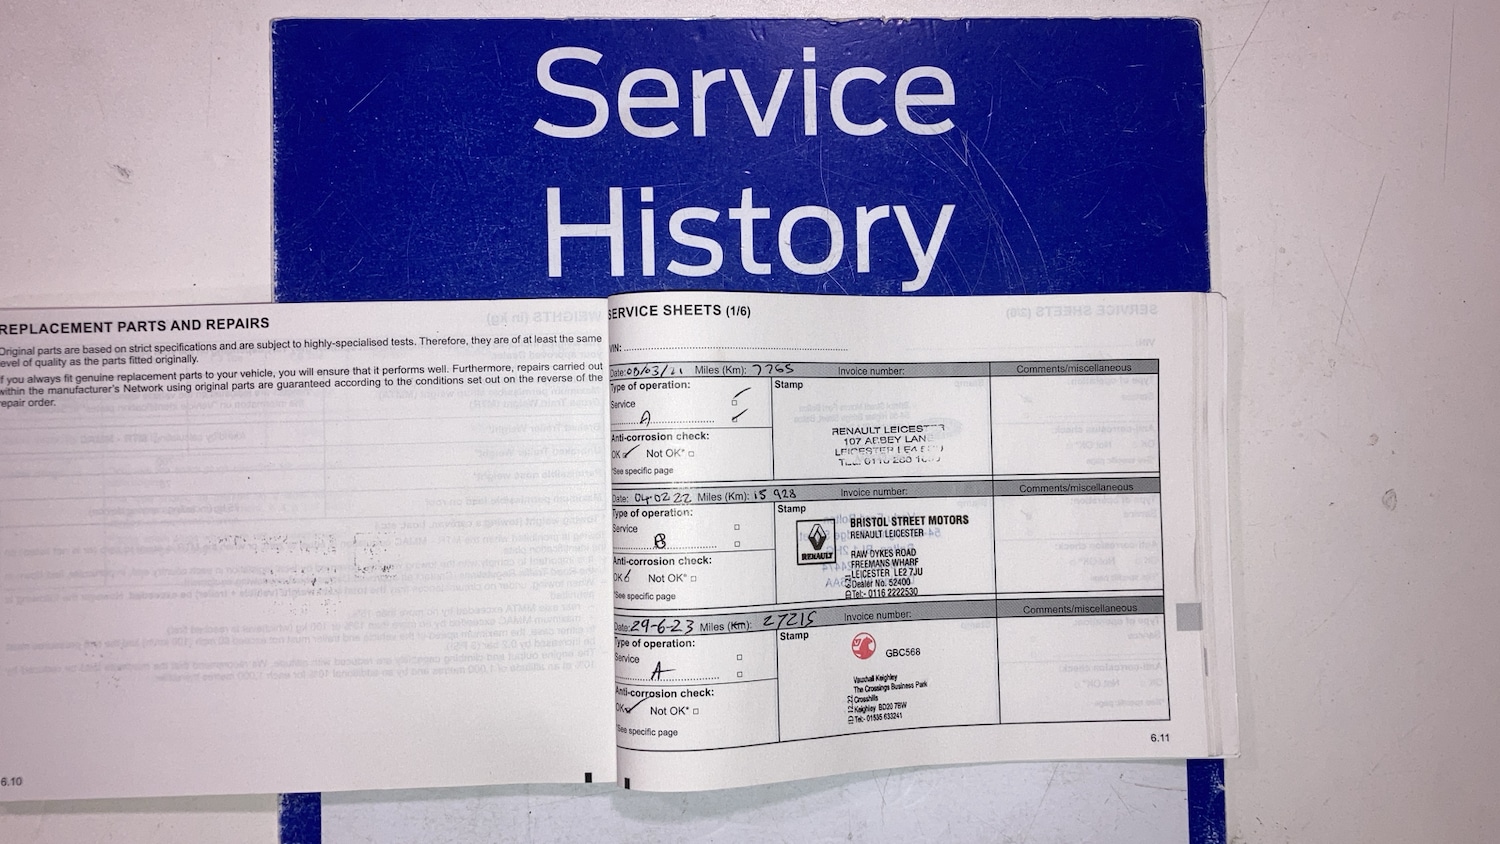 Service
History
REPLACEMENT PARTS AND REPAIRS
Original parts are based on strict specifications and are subject to highly-specialised tests. Therefore, they are of at least the same
level of quality as the parts fitted originally.
If you always fit genuine replacement parts to your vehicle, you will ensure that it performs well. Furthermore, repairs carried out
within the manufacturer's Network using original parts are guaranteed according to the conditions set out on the reverse of the
repair order.
6.10
SERVICE SHEETS (1/6)
VIN:
Date: 03/03/21 Miles (Km): 7765 Invoice number: Comments/miscellaneous
Type of operation: Stamp
Service
A
Anti-corrosion check:
OK Not OK*
*See specific page
RENAULT LEICESTER
107 ABBEY LANE
LEICESTER
Date: 04 02 22 Miles (Km): 15 928 Invoice number: Comments/miscellaneous
Type of operation: Stamp
Service
B
Anti-corrosion check:
OK Not OK*
*See specific page
RENAULT
BRISTOL STREET MOTORS
RENAULT LEICESTER
RAW DYKES ROAD
FREEMANS WHARF
LEICESTER LE2 7JU
Dealer No. 52400
Tel:- 0116 2222530
Date: 29-6-23 Miles (Km): 27215 Invoice number: Comments/miscellaneous
Type of operation: Stamp
Service
A
Anti-corrosion check:
OK Not OK*
*See specific page
GBC568
Vauxhall Keighley
The Crossings Business Park
Crosshills
Keighley BD20 7BW
Tel:- 01535 633241
6.11